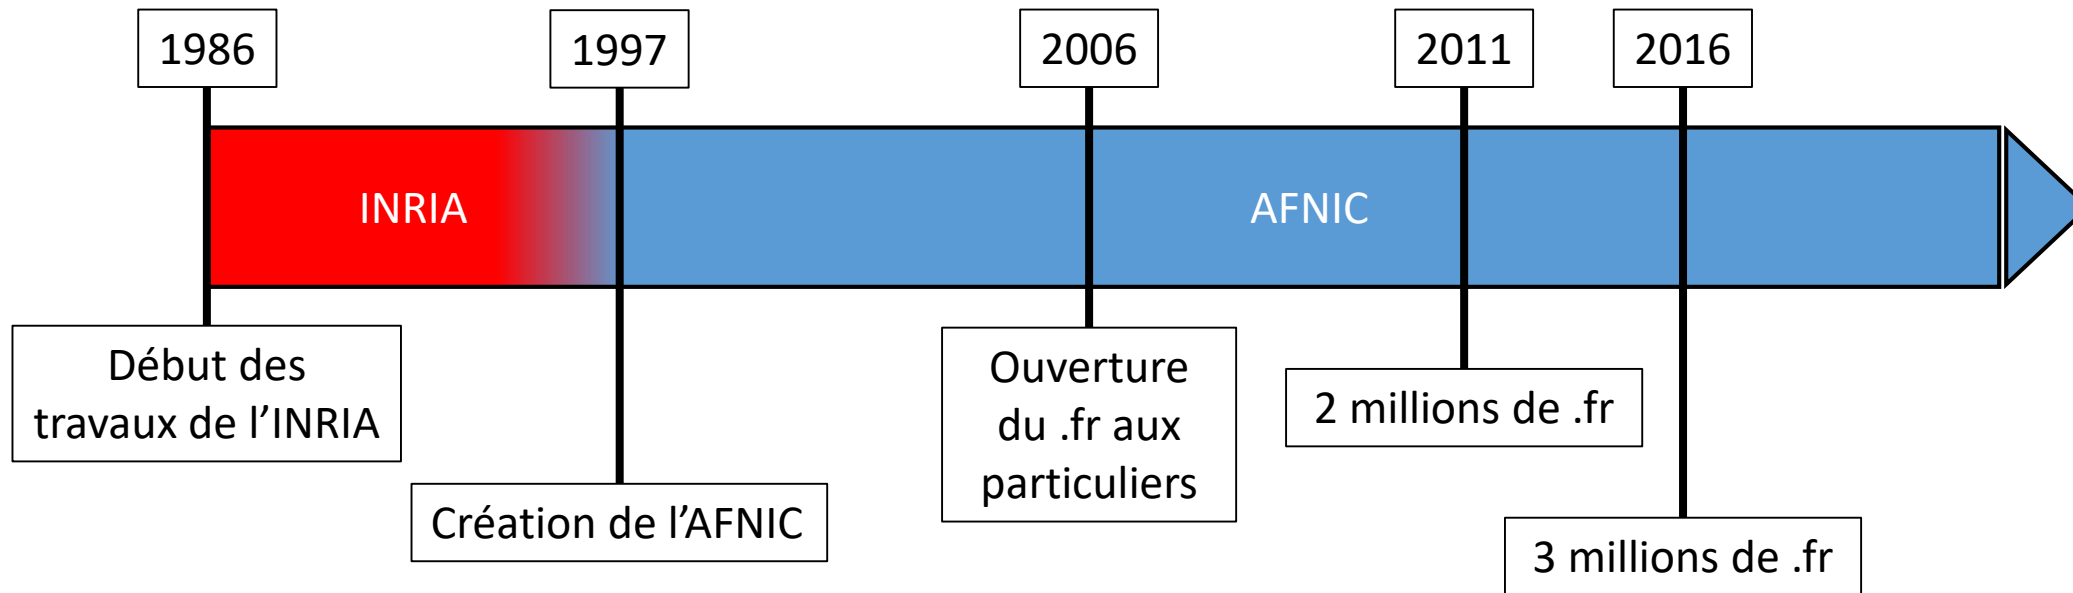 1986
1997
2006
2011
2016
INRIA
AFNIC
Début des
travaux de l’INRIA
Création de l’AFNIC
Ouverture
du .fr aux
particuliers
2 millions de .fr
3 millions de .fr